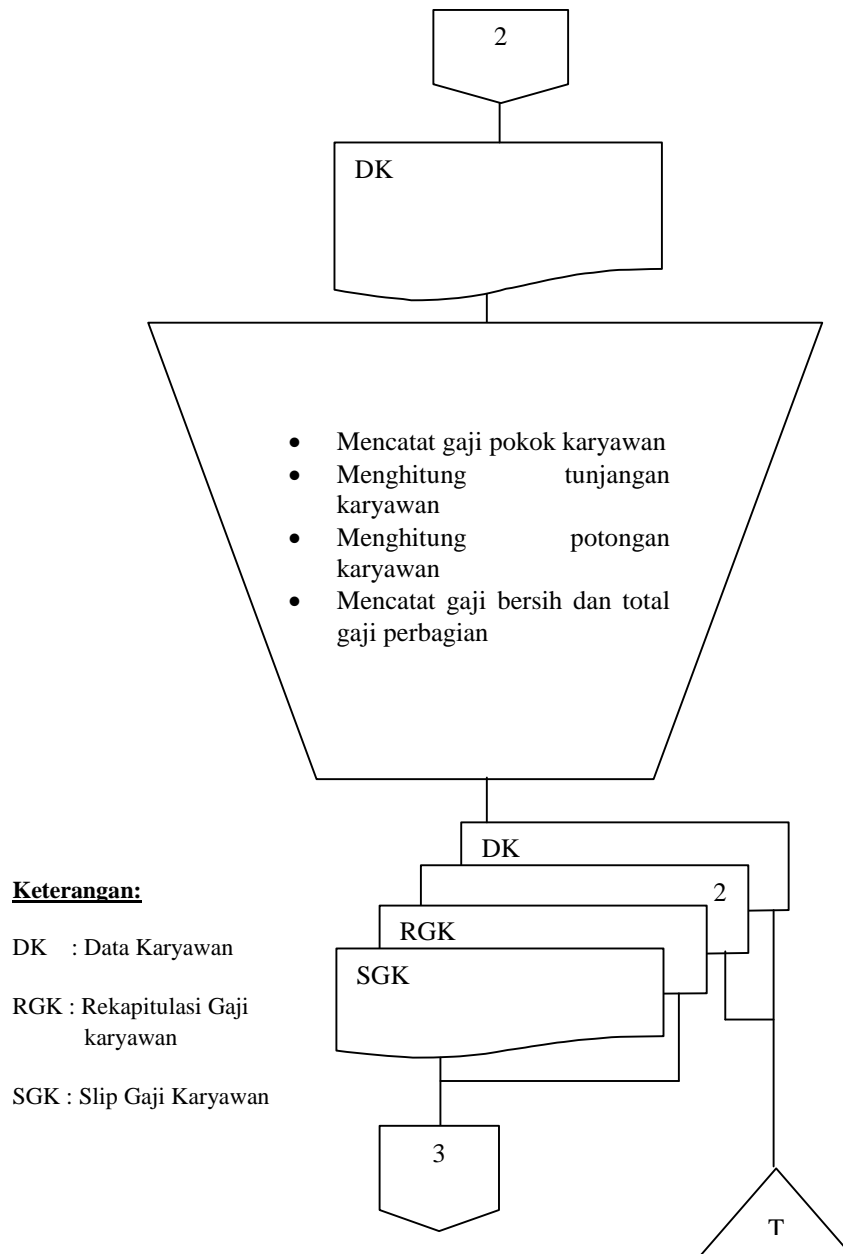 2
DK
• Mencatat gaji pokok karyawan
• Menghitung tunjangan
karyawan
• Menghitung potongan
karyawan
• Mencatat gaji bersih dan total
gaji perbagian
DK
2
RGK
SGK
Keterangan:
DK : Data Karyawan
RGK : Rekapitulasi Gaji
karyawan
SGK : Slip Gaji Karyawan
3
T